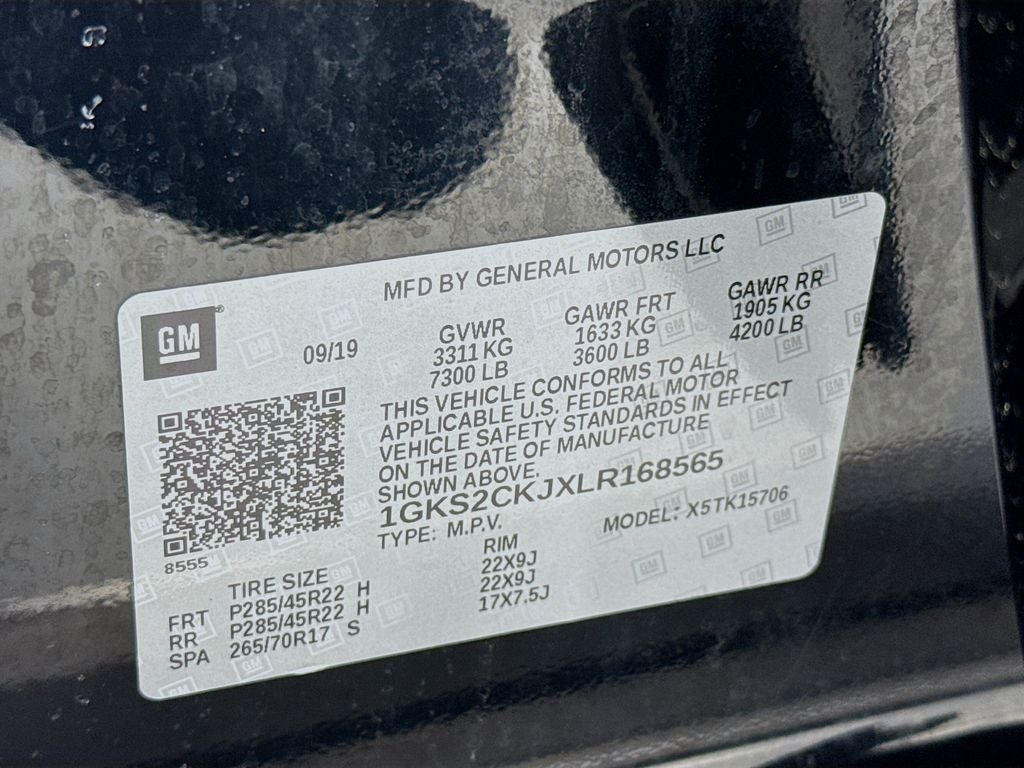 MFD BY GENERAL MOTORS LLC
GM
®
09/19
GVWR
3311 KG
7300 LB
GAWR FRT
1633 KG
3600 LB
GAWR RR
1905 KG
4200 LB
THIS VEHICLE CONFORMS TO ALL
APPLICABLE U.S. FEDERAL MOTOR
VEHICLE SAFETY STANDARDS IN EFFECT
ON THE DATE OF MANUFACTURE
SHOWN ABOVE.
1GKS2CKJXLR168565
TYPE: M.P.V. MODEL: X5TK15706
8555
TIRE SIZE RIM
FRT P285/45R22 H 22X9J
RR P285/45R22 H 22X9J
SPA 265/70R17 S 17X7.5J